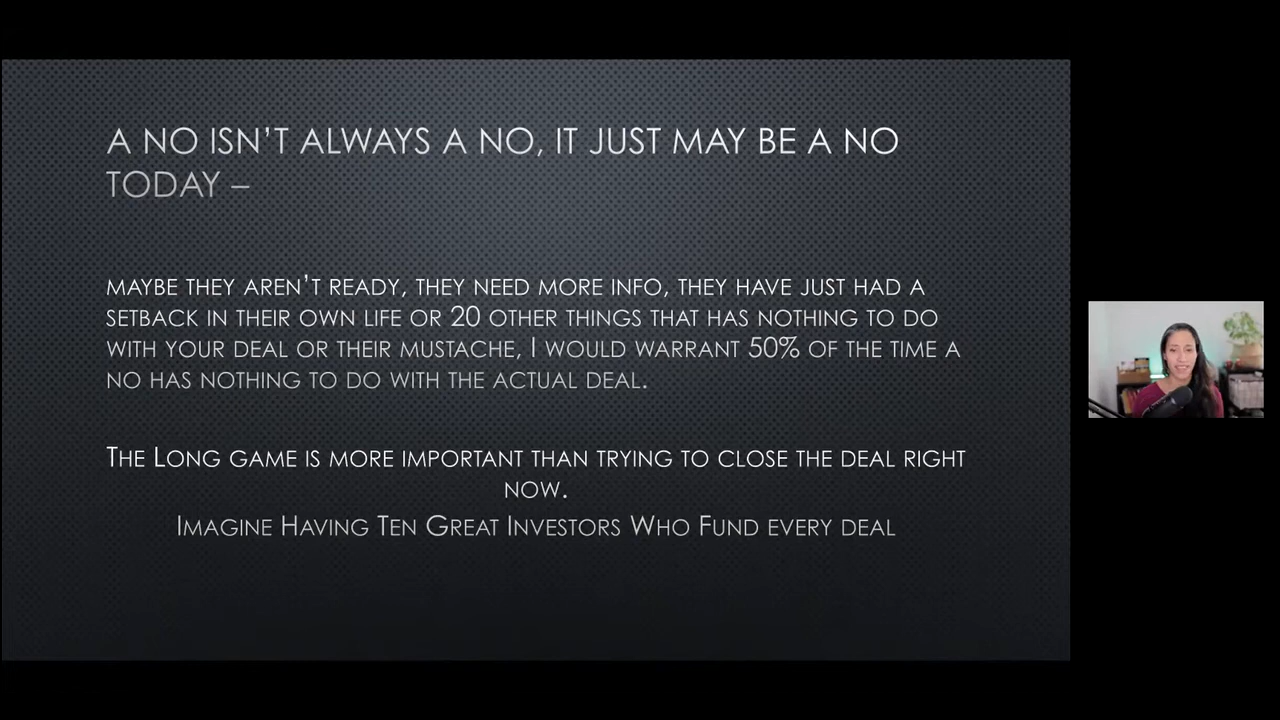 A NO ISN’T ALWAYS A NO, IT JUST MAY BE A NO
TODAY –
MAYBE THEY AREN’T READY, THEY NEED MORE INFO, THEY HAVE JUST HAD A
SETBACK IN THEIR OWN LIFE OR 20 OTHER THINGS THAT HAS NOTHING TO DO
WITH YOUR DEAL OR THEIR MUSTACHE, I WOULD WARRANT 50% OF THE TIME A
NO HAS NOTHING TO DO WITH THE ACTUAL DEAL.
THE LONG GAME IS MORE IMPORTANT THAN TRYING TO CLOSE THE DEAL RIGHT
NOW.
IMAGINE HAVING TEN GREAT INVESTORS WHO FUND EVERY DEAL